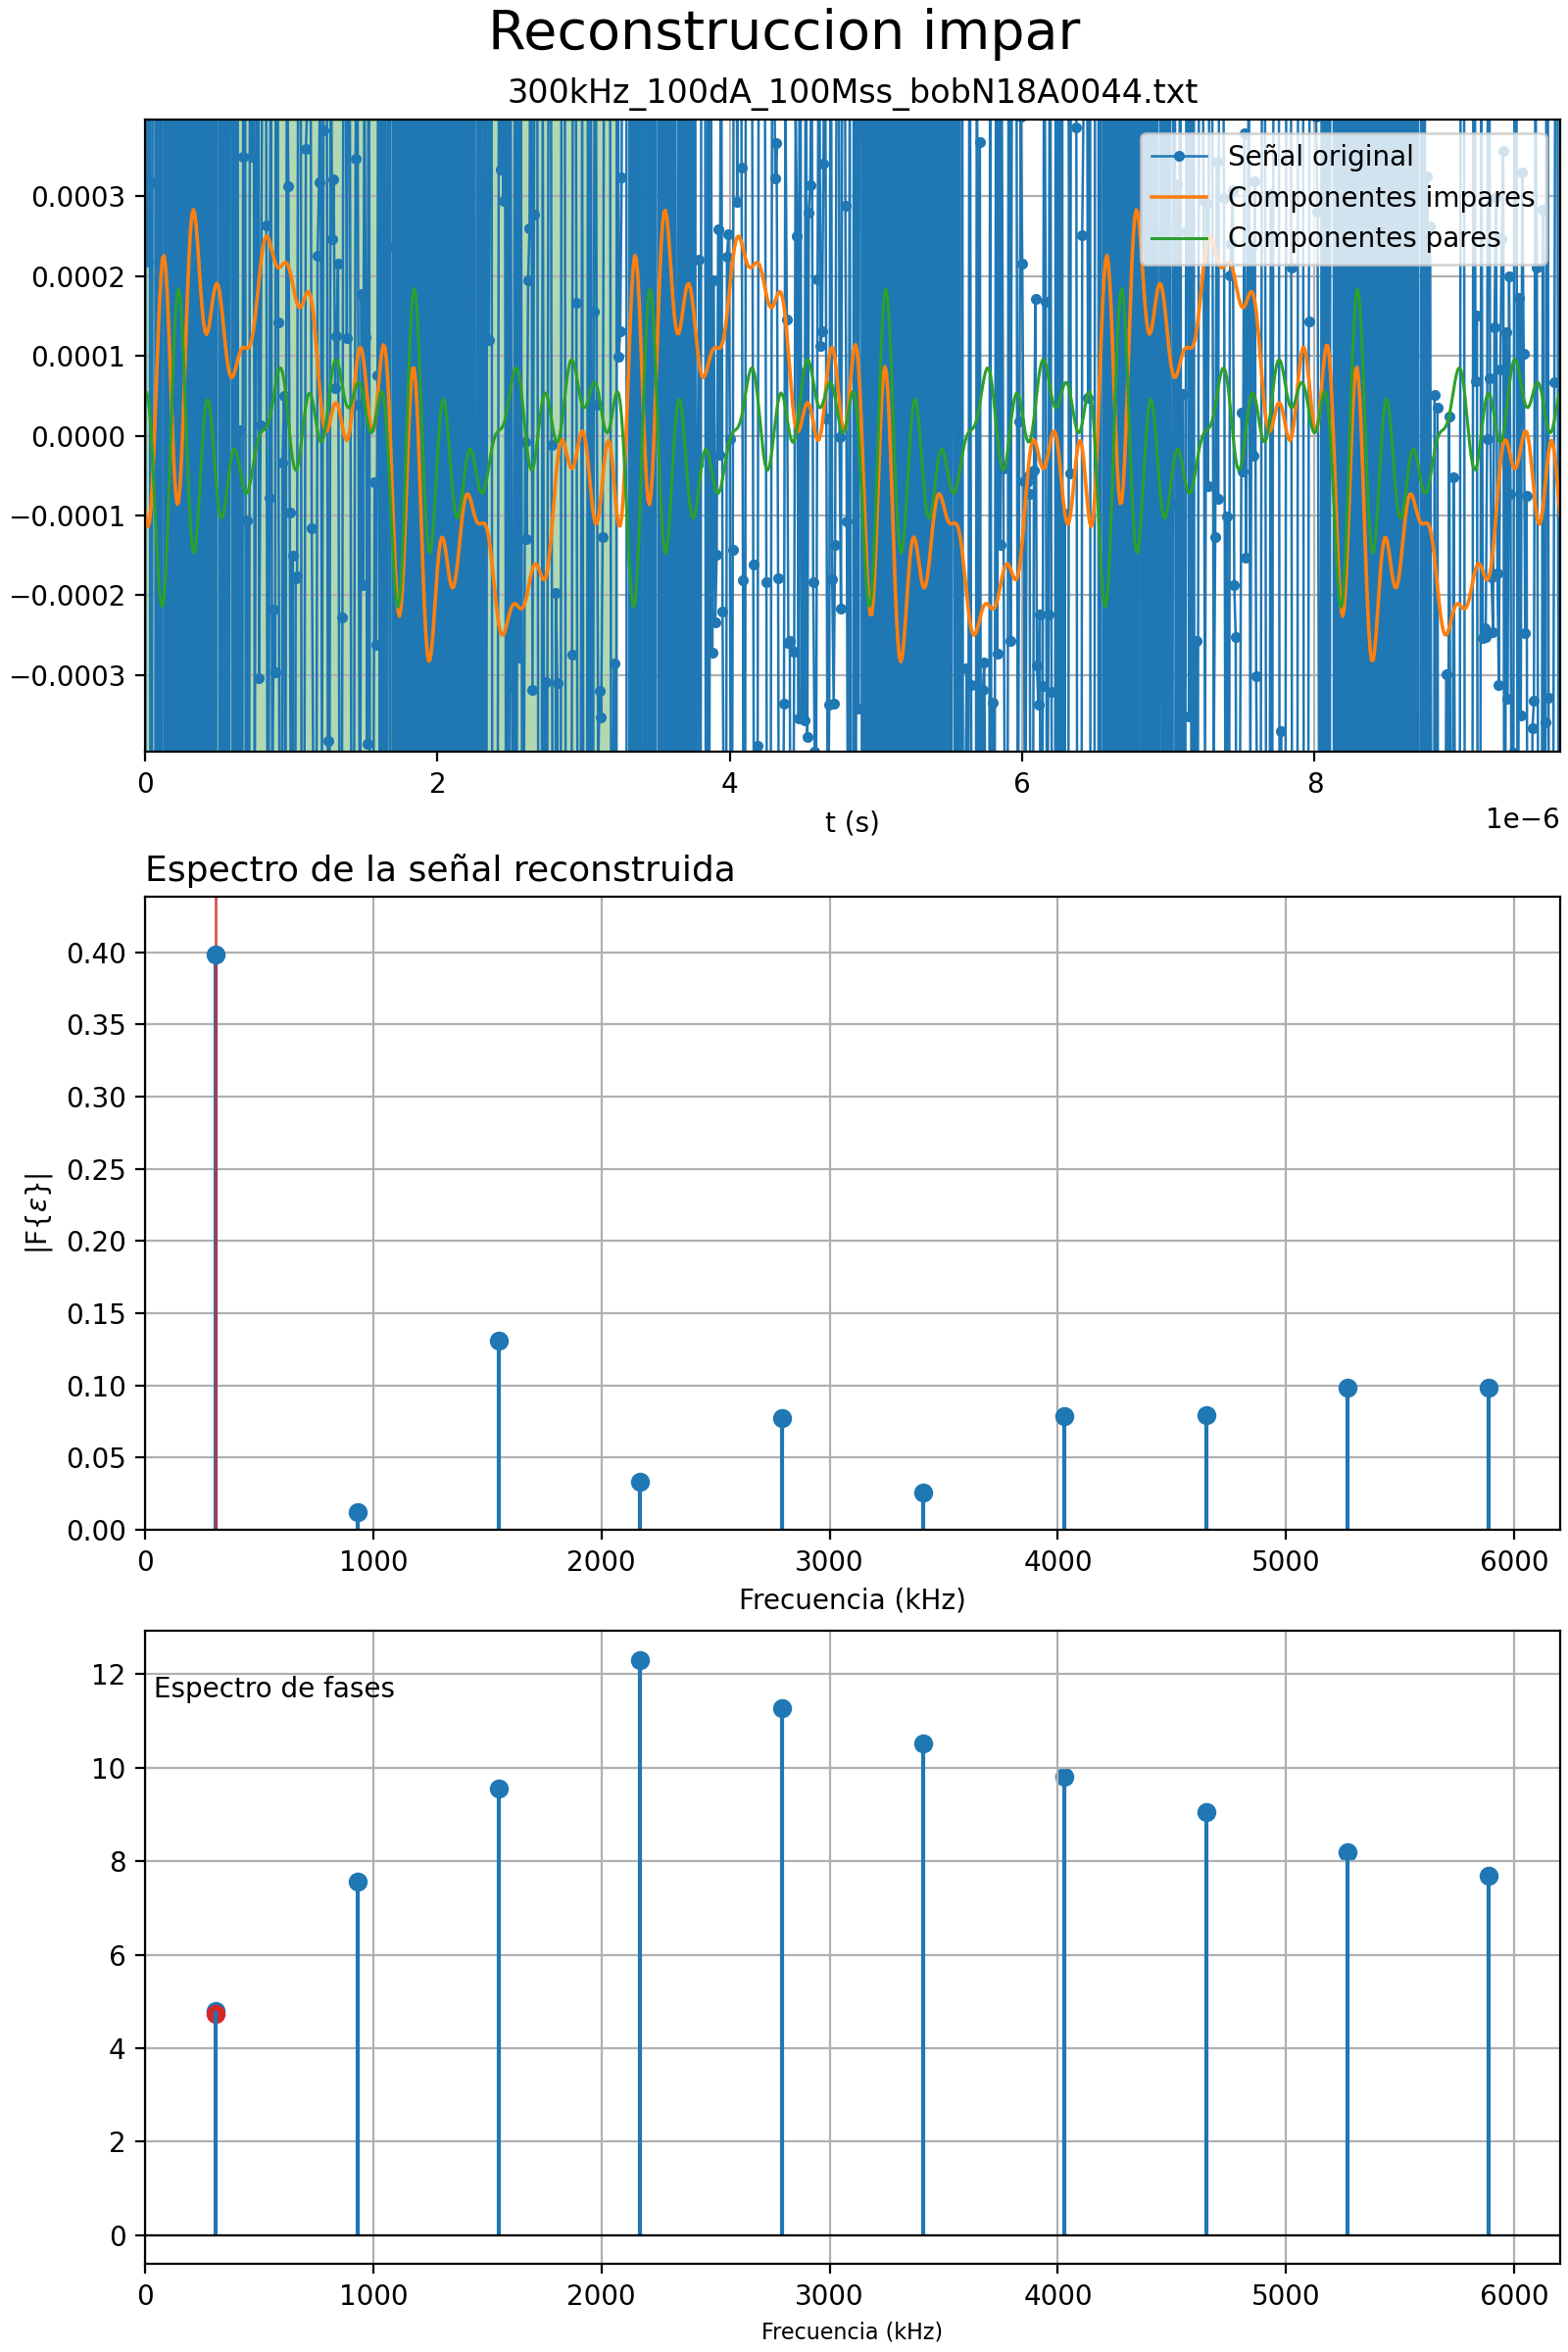 Reconstruccion impar
300kHz_100dA_100Mss_bobN18A0044.txt
Señal original
Componentes impares
Componentes pares
0.0003
0.0002
0.0001
0.0000
−0.0001
−0.0002
−0.0003
0 2 4 6 8
1e−6
t (s)
Espectro de la señal reconstruida
|F{ε}|
0.40
0.35
0.30
0.25
0.20
0.15
0.10
0.05
0.00
0 1000 2000 3000 4000 5000 6000
Frecuencia (kHz)
Espectro de fases
12
10
8
6
4
2
0
0 1000 2000 3000 4000 5000 6000
Frecuencia (kHz)